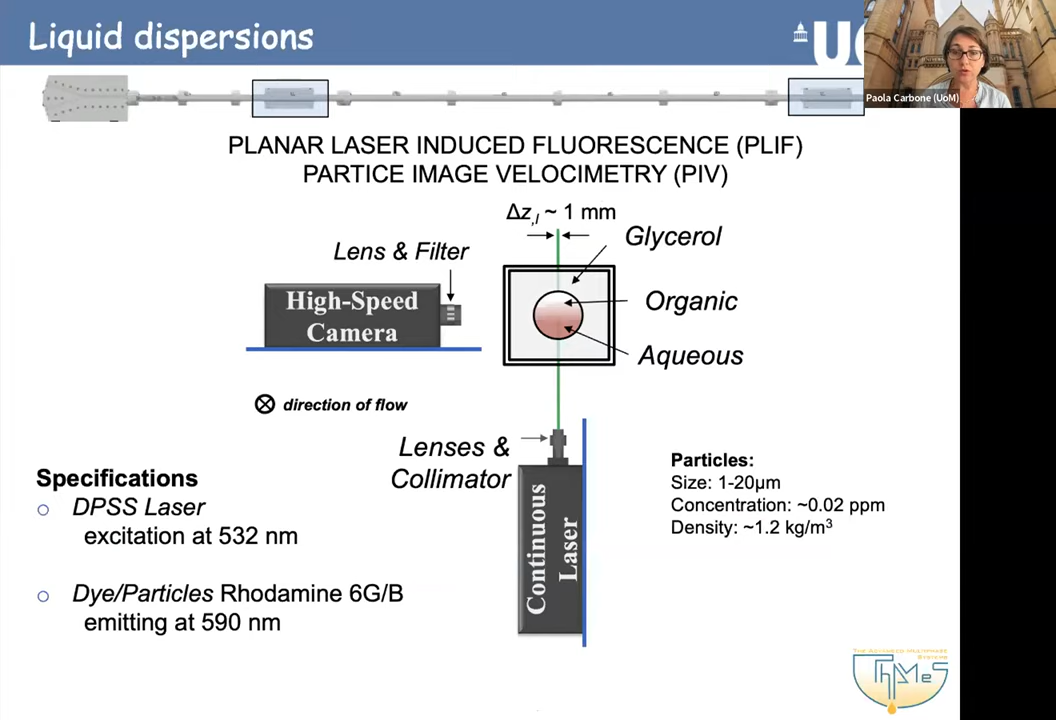 Liquid dispersions
UC
Paola Carbone (UoM)
PLANAR LASER INDUCED FLUORESCENCE (PLIF)
PARTICE IMAGE VELOCIMETRY (PIV)
Δz,l ~ 1 mm
Glycerol
Lens & Filter
High-Speed
Camera
Organic
Aqueous
direction of flow
Lenses &
Collimator
Continuous
Laser
Particles:
Size: 1-20µm
Concentration: ~0.02 ppm
Density: ~1.2 kg/m³
Specifications
DPSS Laser
excitation at 532 nm
Dye/Particles Rhodamine 6G/B
emitting at 590 nm
ThAMeS